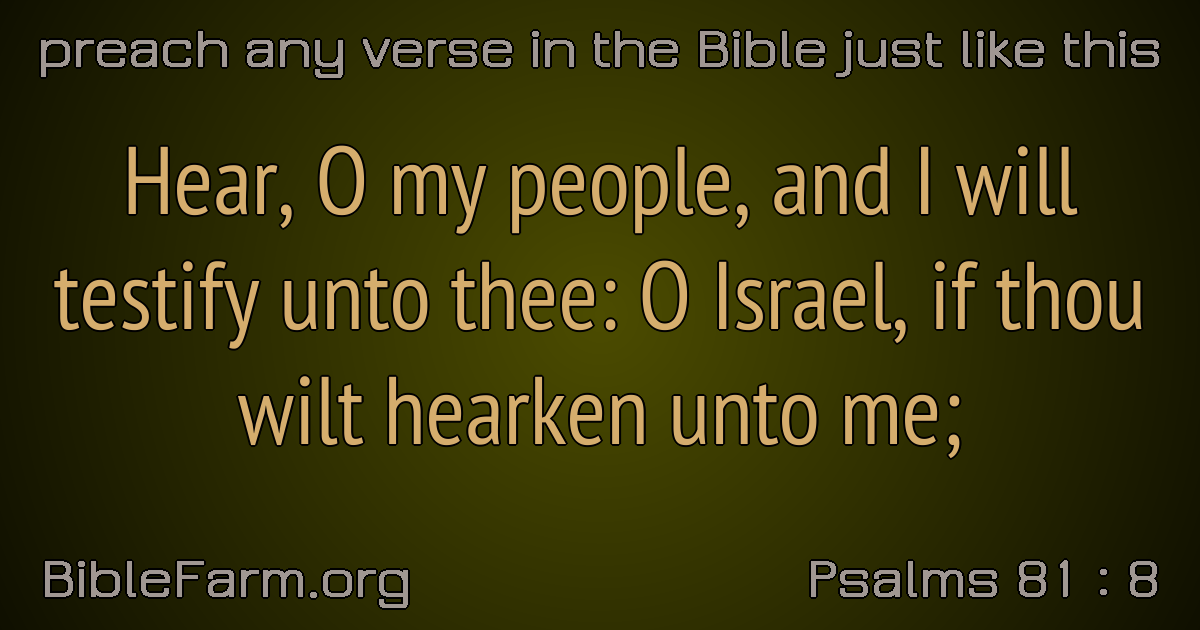 preach any verse in the Bible just like this
Hear, O my people, and I will
testify unto thee: O Israel, if thou
wilt hearken unto me;
BibleFarm.org
Psalms 81 : 8